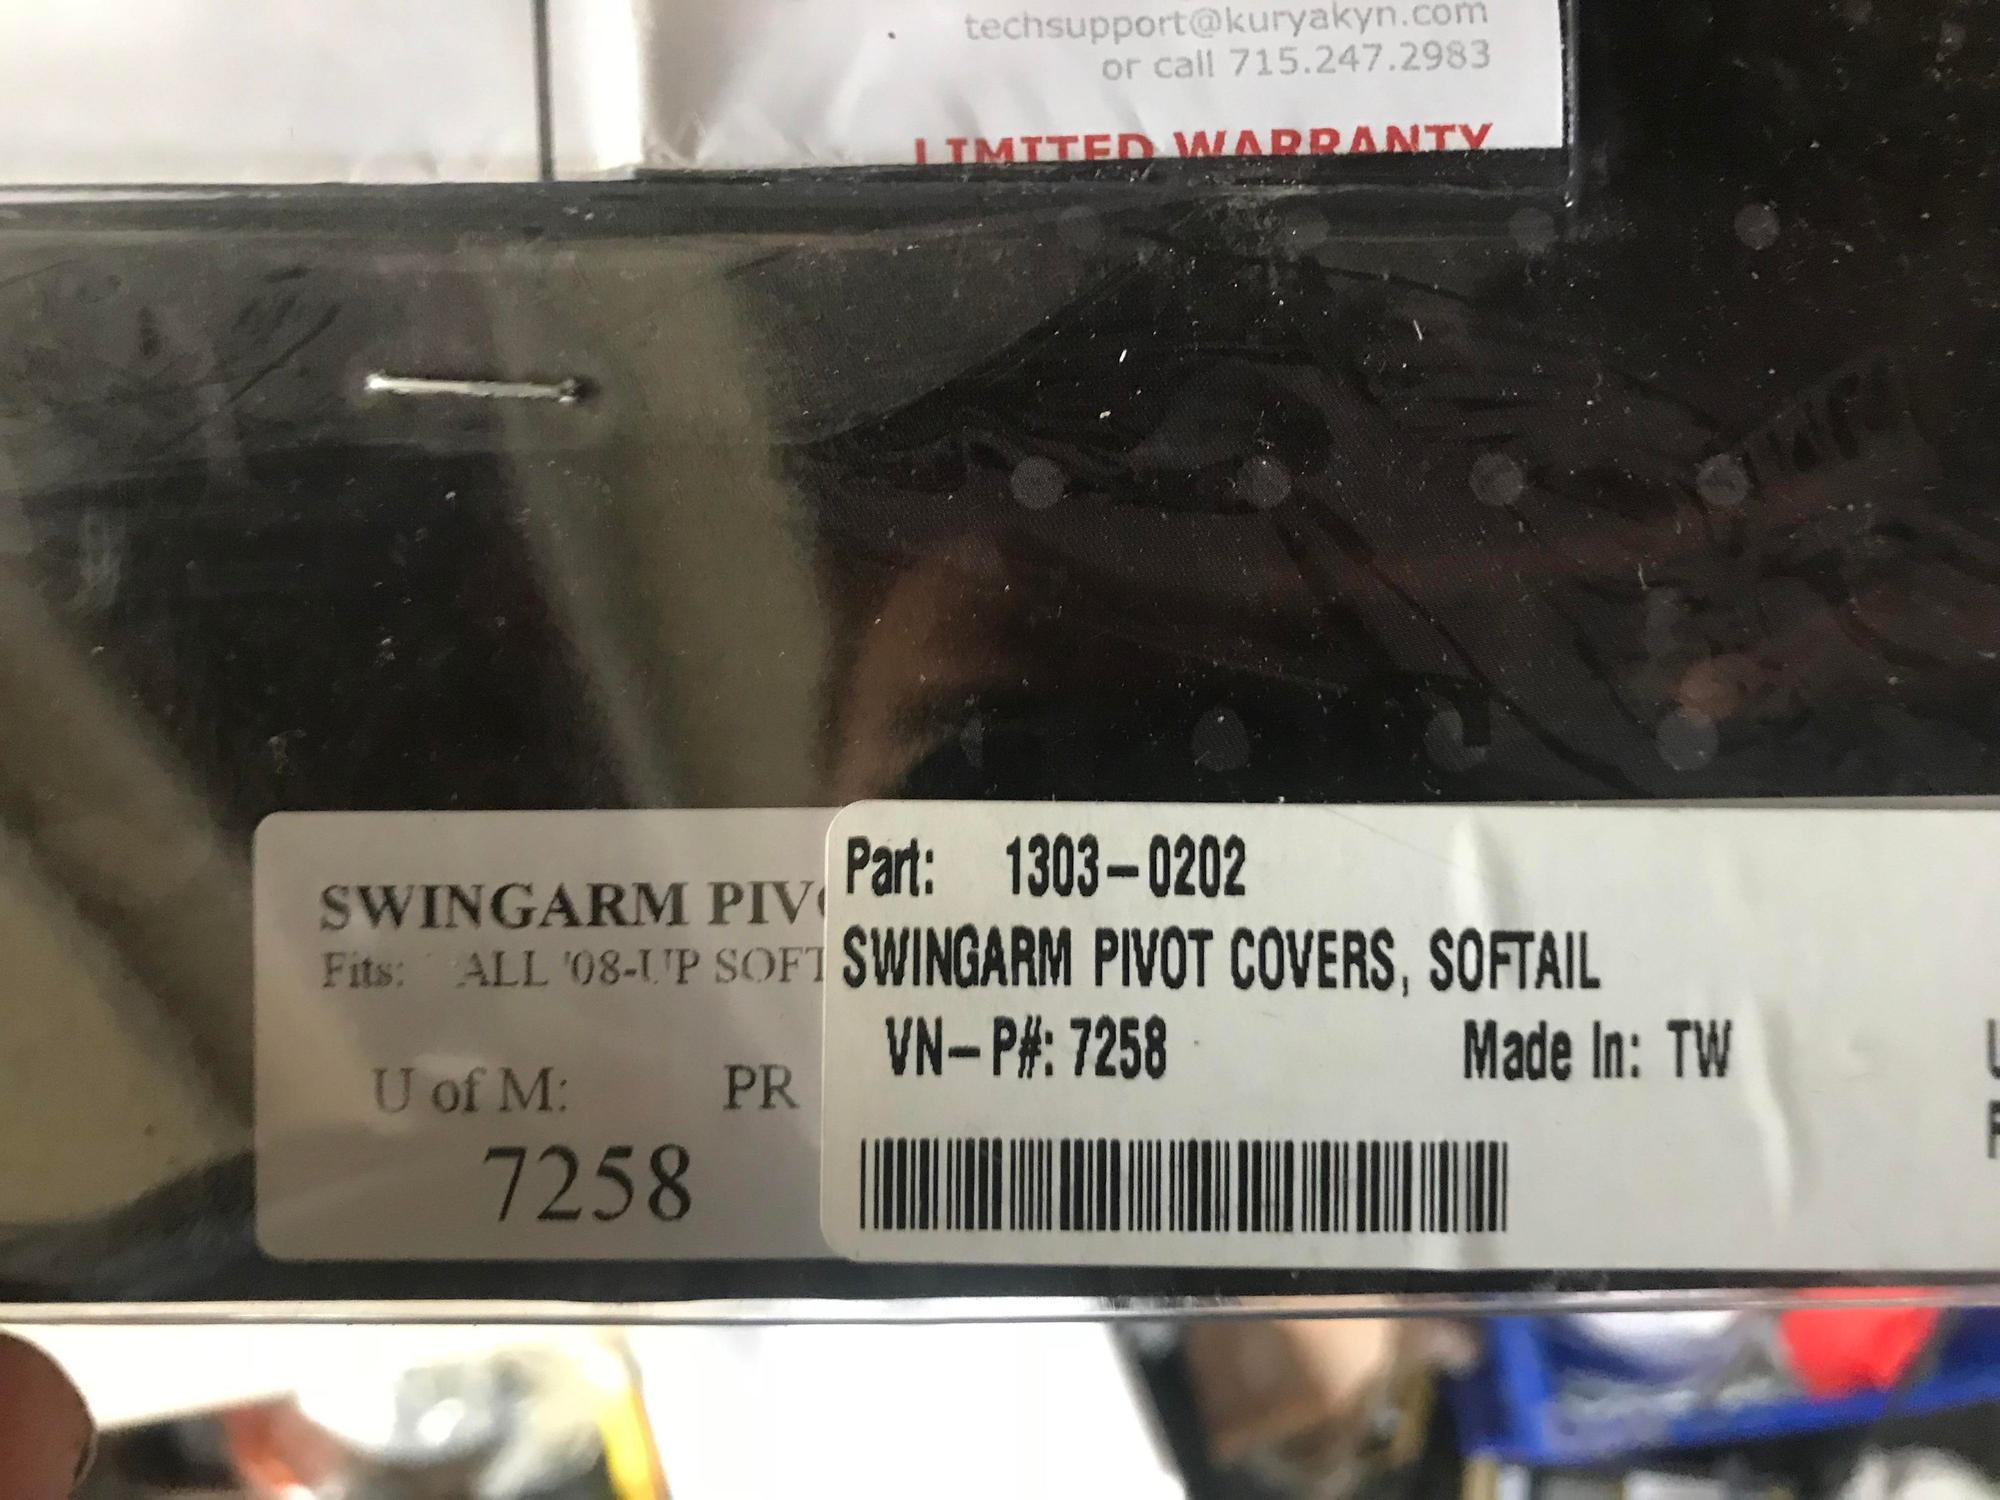 techsupport@kuryakyn.com
or call 715.247.2983
LIMITED WARRANTY
SWINGARM PIV
Fits: ALL '08-UP SOFT
U of M: PR
7258
Part: 1303-0202
SWINGARM PIVOT COVERS, SOFTAIL
VN-P#: 7258 Made In: TW